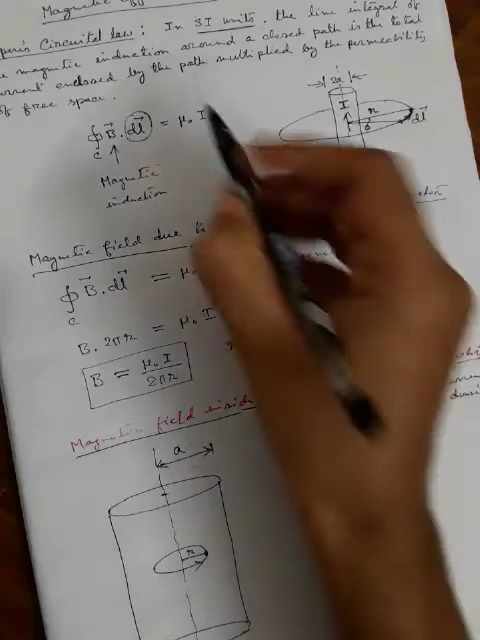 Magnetic
Circuital law : In SI units, the line integral of
magnetic induction around a closed path is the total
current enclosed by the path multiplied by the permeability
of free space.
2a
I
r
dl
∮ B⃗ . dl⃗ = μ₀ I
C
Magnetic
induction
Magnetic field due to
∮ B⃗ . dl⃗ = μ₀
C
B. 2πr = μ₀ I
B = μ₀ I / 2πr
Magnetic field inside
a
r